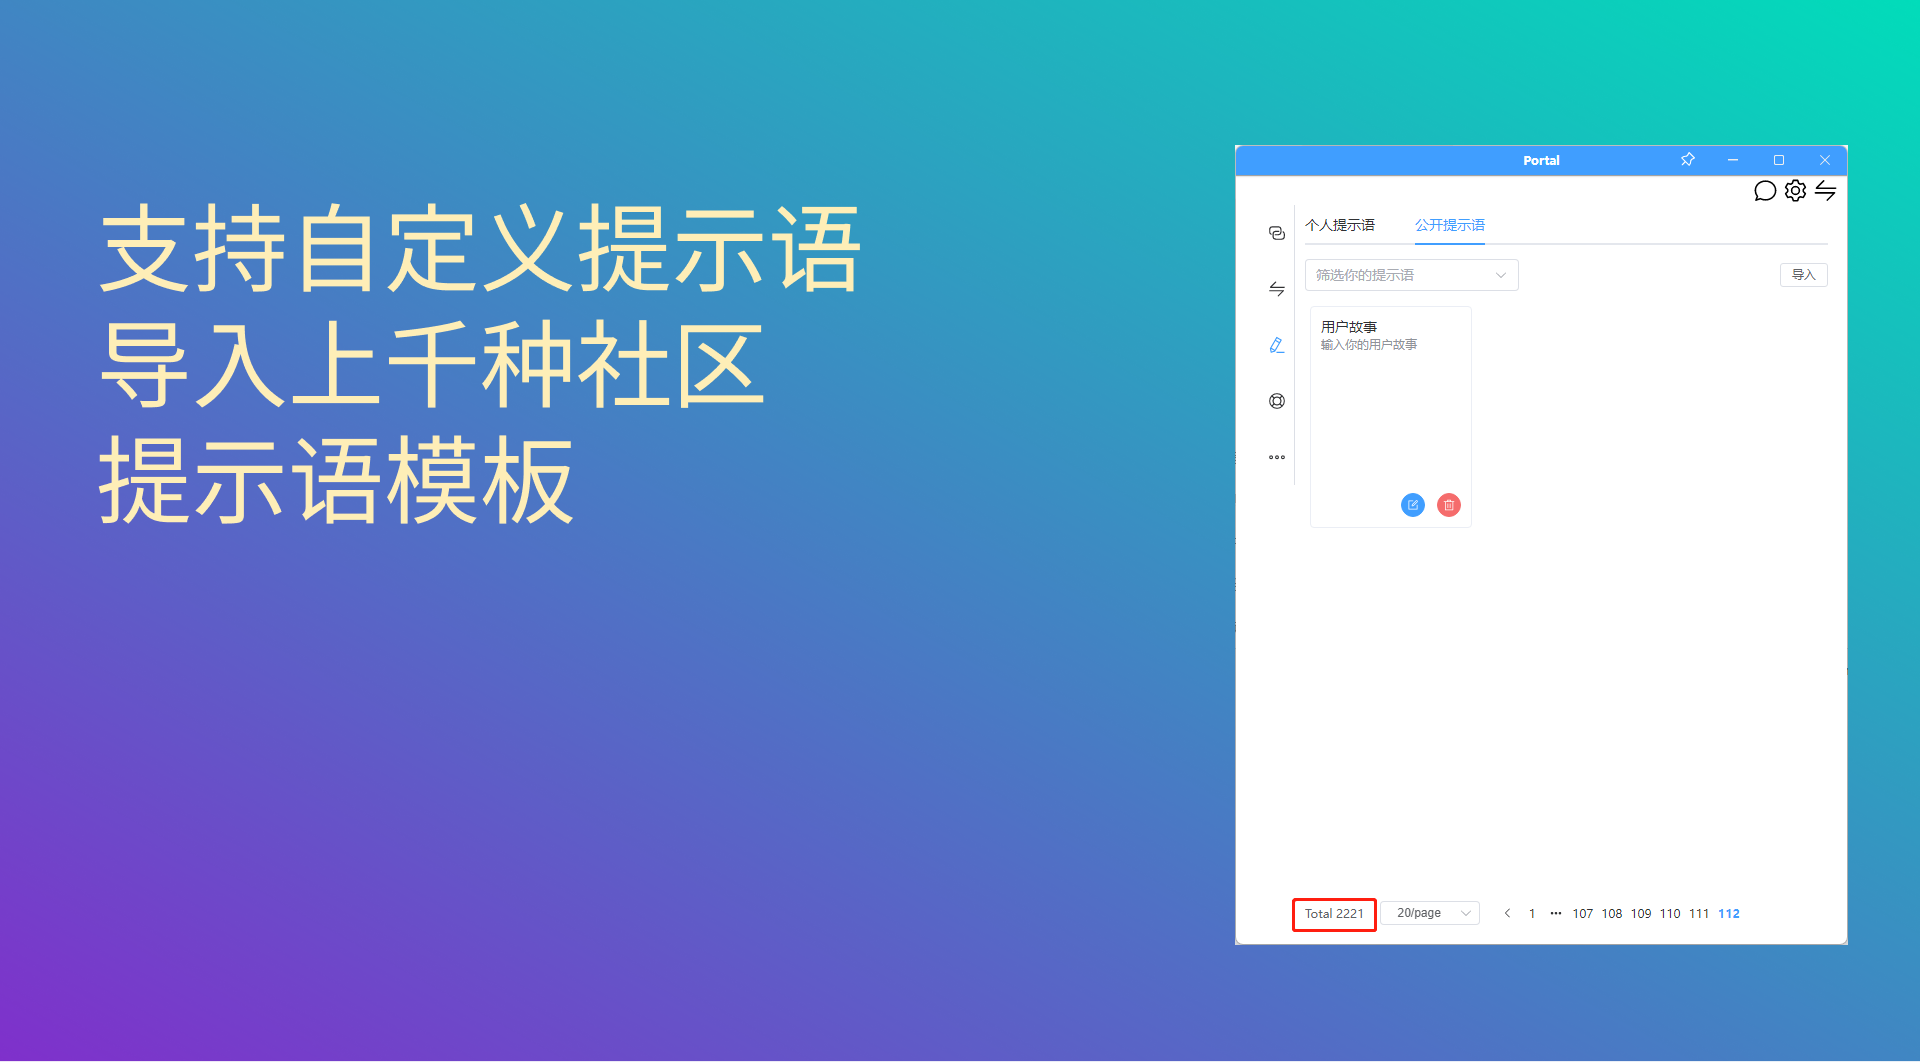 支持自定义提示语
导入上千种社区
提示语模板
Portal
个人提示语
公开提示语
筛选你的提示语
导入
用户故事
输入你的用户故事
Total 2221
20/page
1 ••• 107 108 109 110 111 112